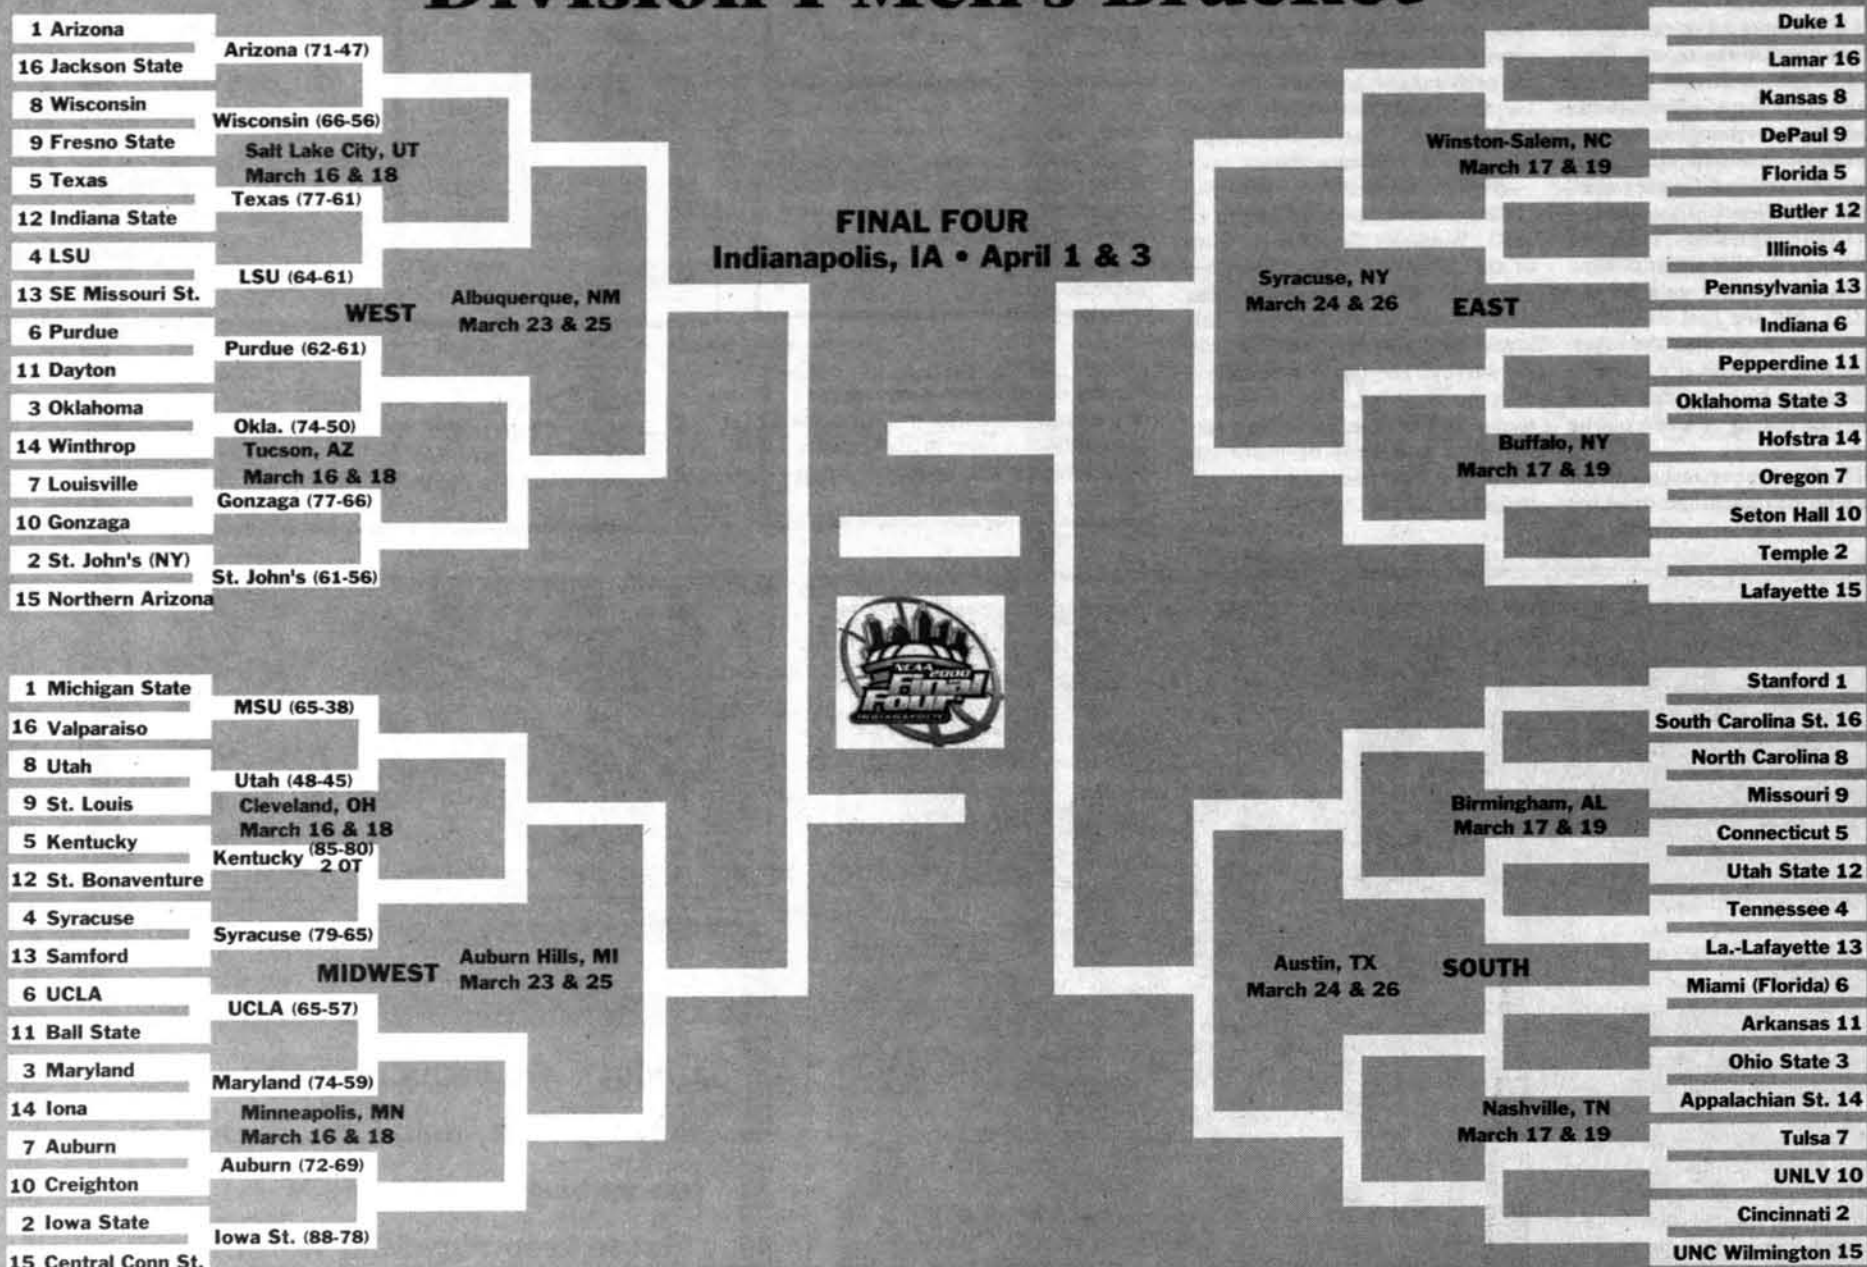 Division I Men's Bracket
1 Arizona
16 Jackson State
8 Wisconsin
9 Fresno State
5 Texas
12 Indiana State
4 LSU
13 SE Missouri St.
6 Purdue
11 Dayton
3 Oklahoma
14 Winthrop
7 Louisville
10 Gonzaga
2 St. John's (NY)
15 Northern Arizona
Arizona (71-47)
Wisconsin (66-56)
Salt Lake City, UT
March 16 & 18
Texas (77-61)
LSU (64-61)
WEST
Albuquerque, NM
March 23 & 25
Purdue (62-61)
Okla. (74-50)
Tucson, AZ
March 16 & 18
Gonzaga (77-66)
St. John's (61-56)
1 Michigan State
16 Valparaiso
8 Utah
9 St. Louis
5 Kentucky
12 St. Bonaventure
4 Syracuse
13 Samford
6 UCLA
11 Ball State
3 Maryland
14 Iona
7 Auburn
10 Creighton
2 Iowa State
15 Central Conn St.
MSU (65-38)
Utah (48-45)
Cleveland, OH
March 16 & 18
Kentucky (85-80)
2 OT
Syracuse (79-65)
MIDWEST
Auburn Hills, MI
March 23 & 25
UCLA (65-57)
Maryland (74-59)
Minneapolis, MN
March 16 & 18
Auburn (72-69)
Iowa St. (88-78)
FINAL FOUR
Indianapolis, IA • April 1 & 3
NCAA 2000
Final
Four
Duke 1
Lamar 16
Kansas 8
DePaul 9
Florida 5
Butler 12
Illinois 4
Pennsylvania 13
Indiana 6
Pepperdine 11
Oklahoma State 3
Hofstra 14
Oregon 7
Seton Hall 10
Temple 2
Lafayette 15
Winston-Salem, NC
March 17 & 19
Syracuse, NY
March 24 & 26
EAST
Buffalo, NY
March 17 & 19
Stanford 1
South Carolina St. 16
North Carolina 8
Missouri 9
Connecticut 5
Utah State 12
Tennessee 4
La.-Lafayette 13
Miami (Florida) 6
Arkansas 11
Ohio State 3
Appalachian St. 14
Tulsa 7
UNLV 10
Cincinnati 2
UNC Wilmington 15
Birmingham, AL
March 17 & 19
Austin, TX
March 24 & 26
SOUTH
Nashville, TN
March 17 & 19